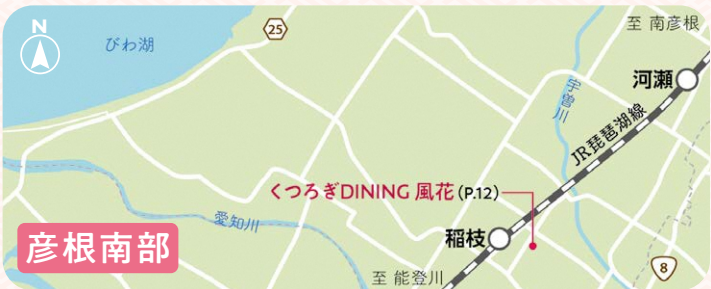 N
びわ湖
25
至 南彦根
河瀬
宇曽川
JR琵琶湖線
くつろぎDINING 風花(P.12)
愛知川
稲枝
彦根南部
至 能登川
8